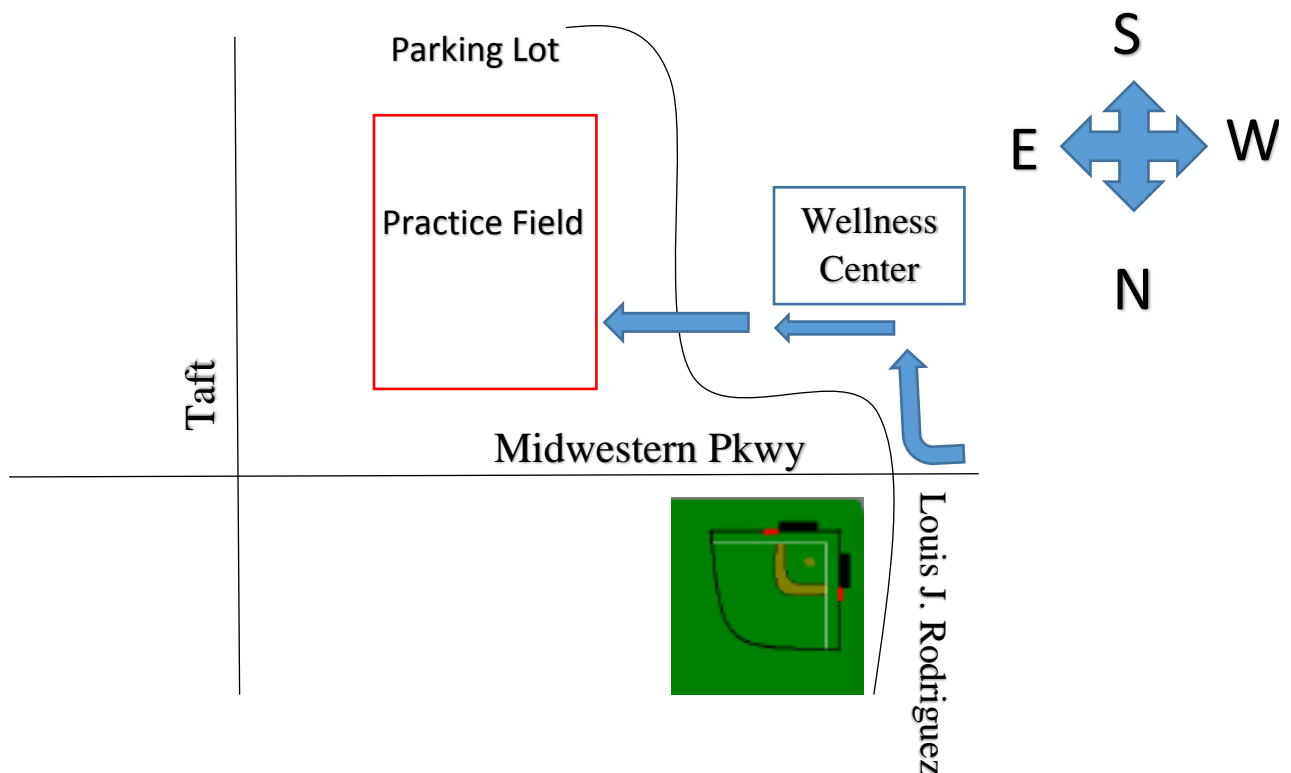 S
Parking Lot
E
W
Practice Field
Wellness
Center
N
Taft
Midwestern Pkwy
Louis J. Rodriguez